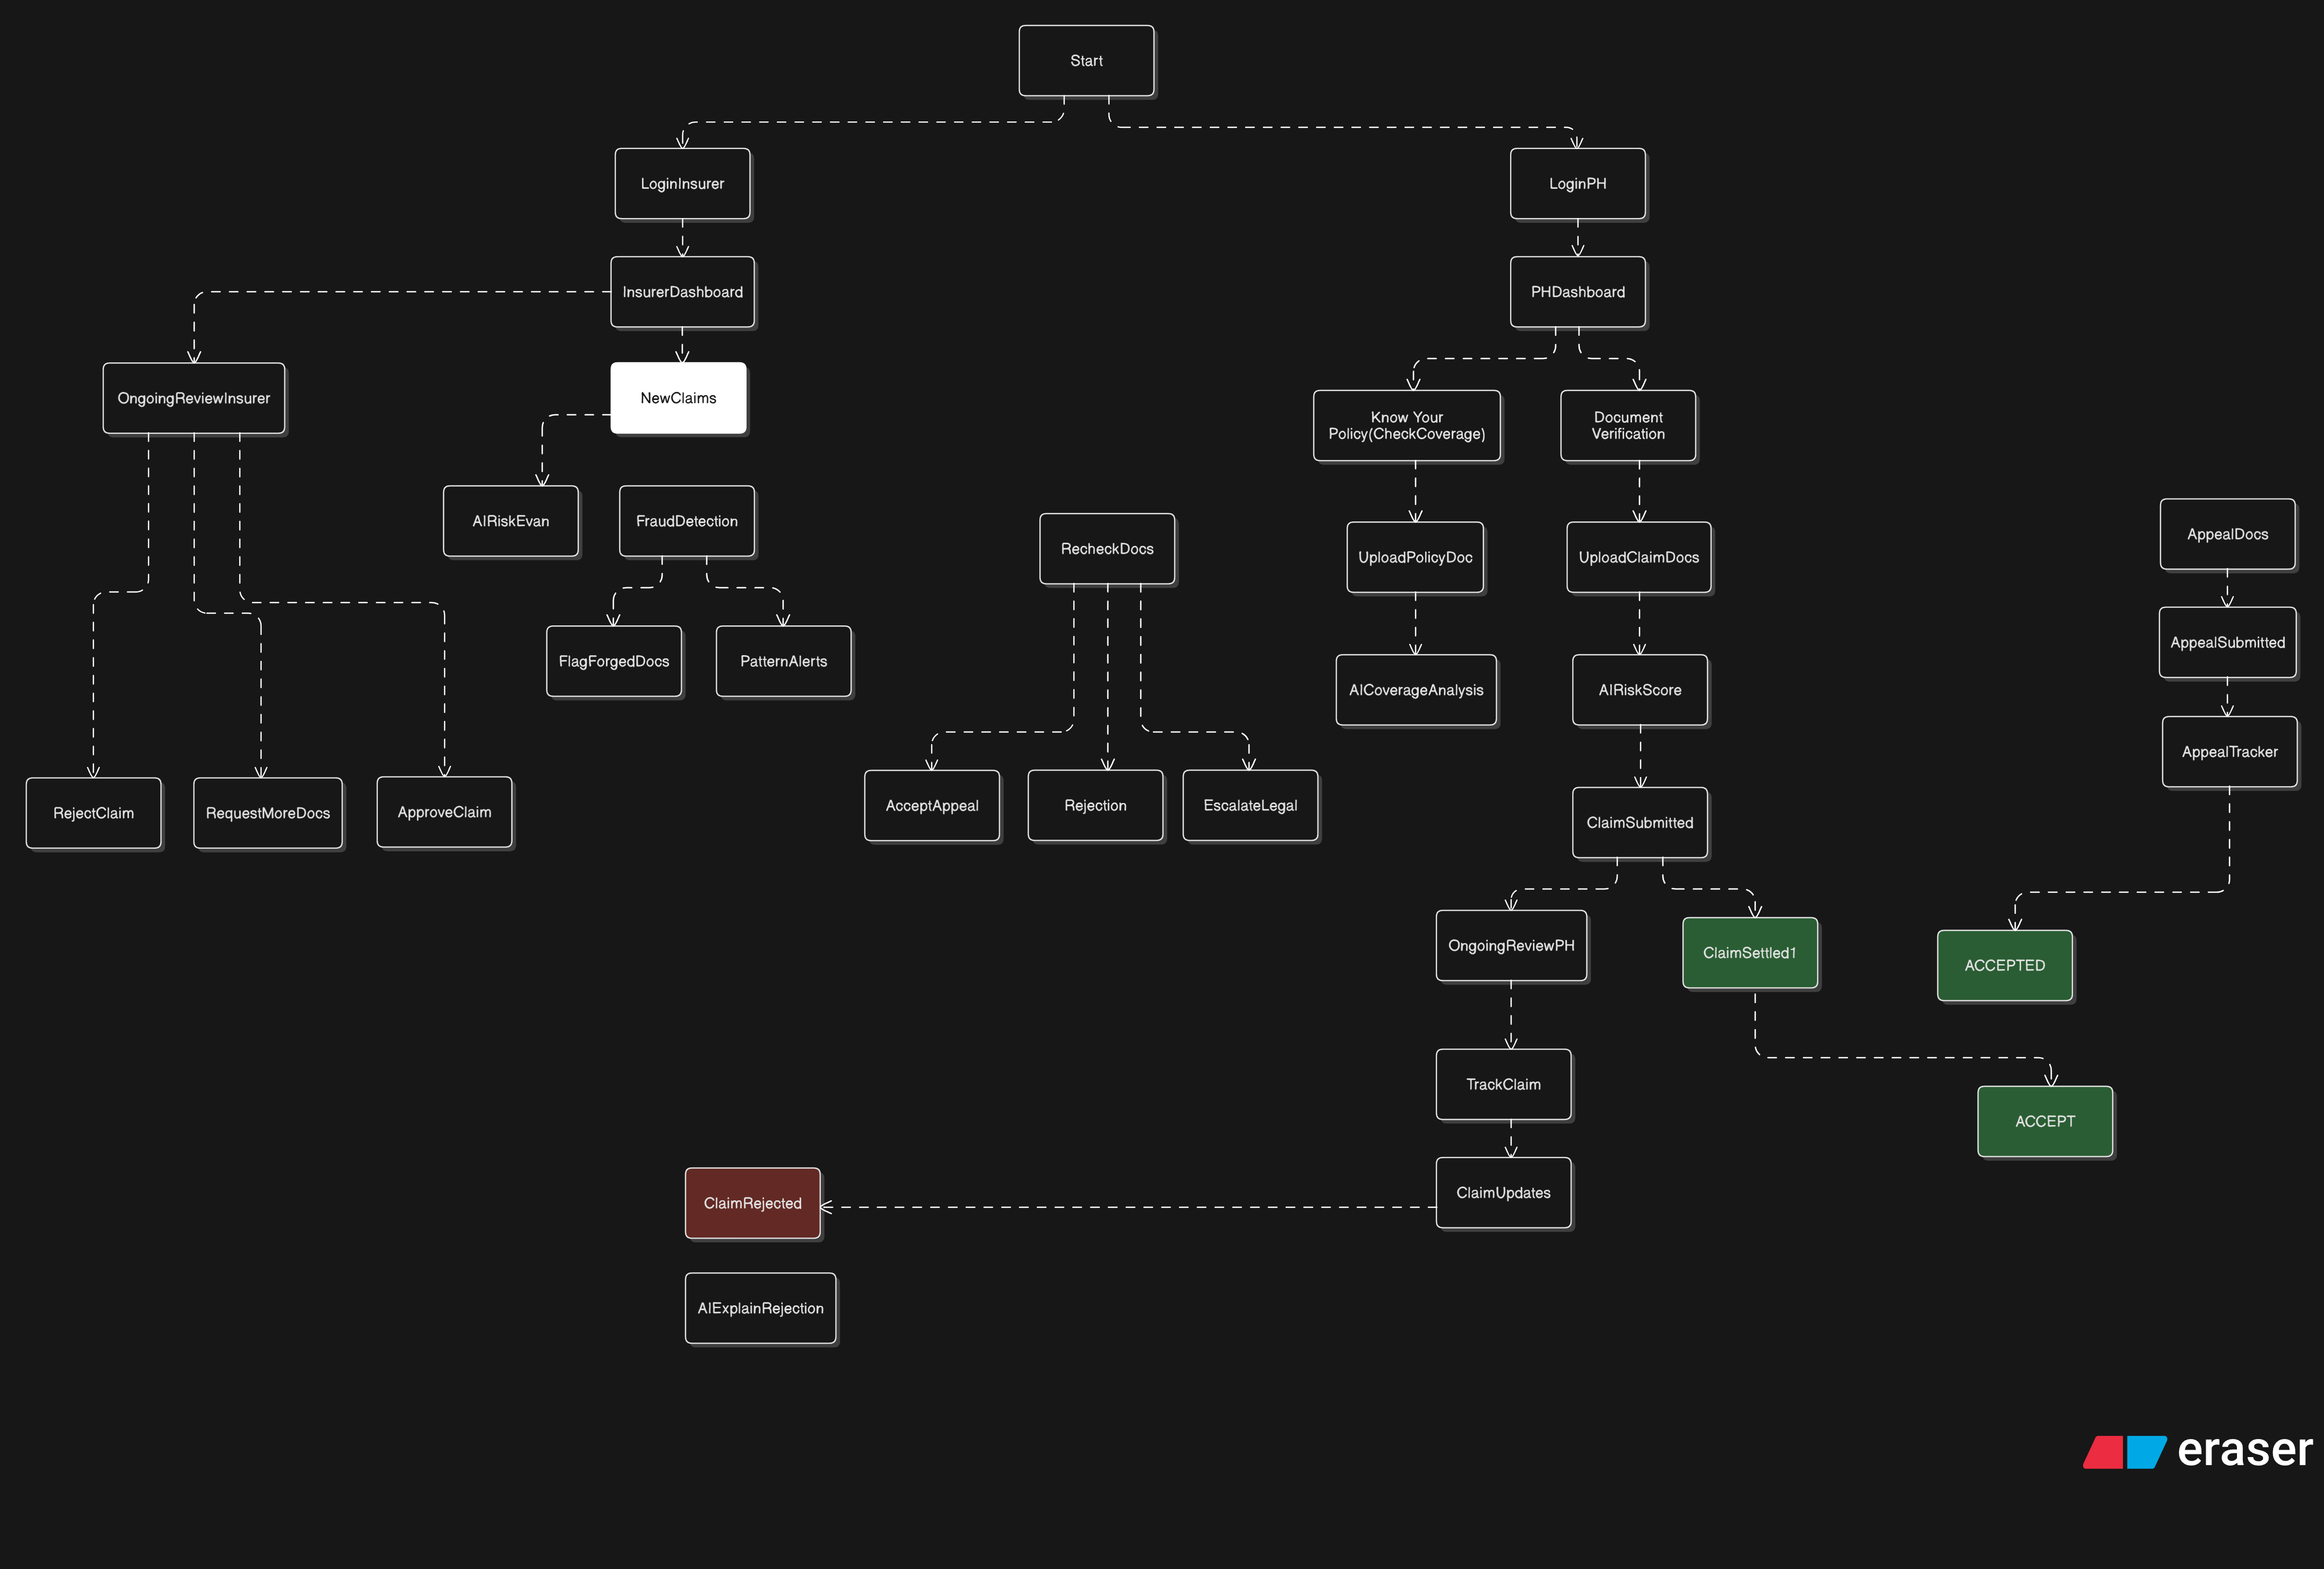 Start
LoginInsurer
LoginPH
InsurerDashboard
PHDashboard
OngoingReviewInsurer
NewClaims
Know Your
Policy(CheckCoverage)
Document
Verification
AIRiskEvan
FraudDetection
RecheckDocs
UploadPolicyDoc
UploadClaimDocs
AppealDocs
FlagForgedDocs
PatternAlerts
AICoverageAnalysis
AIRiskScore
AppealSubmitted
AppealTracker
RejectClaim
RequestMoreDocs
ApproveClaim
AcceptAppeal
Rejection
EscalateLegal
ClaimSubmitted
OngoingReviewPH
ClaimSettled1
ACCEPTED
TrackClaim
ACCEPT
ClaimRejected
ClaimUpdates
AIExplainRejection
eraser